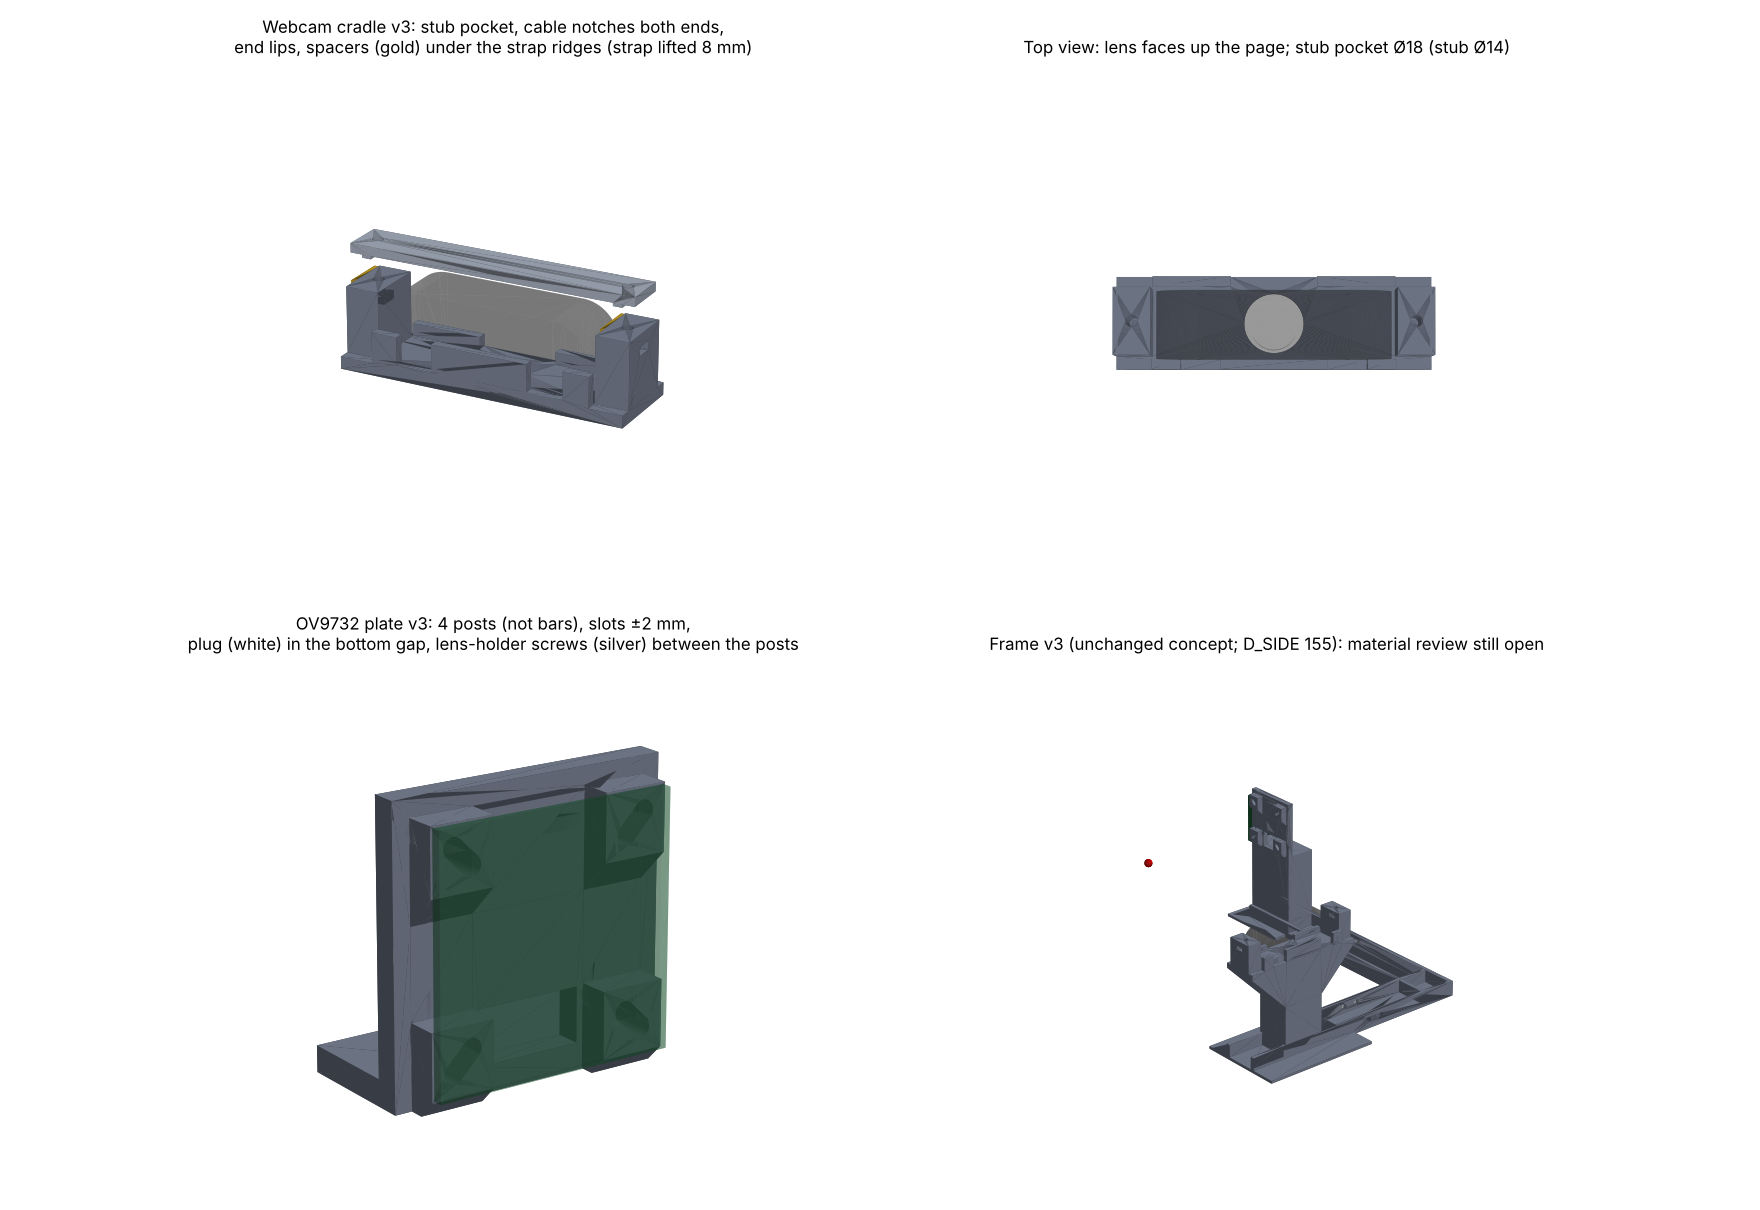 Webcam cradle v3: stub pocket, cable notches both ends,
end lips, spacers (gold) under the strap ridges (strap lifted 8 mm)
Top view: lens faces up the page; stub pocket Ø18 (stub Ø14)
OV9732 plate v3: 4 posts (not bars), slots ±2 mm,
plug (white) in the bottom gap, lens-holder screws (silver) between the posts
Frame v3 (unchanged concept; D_SIDE 155): material review still open